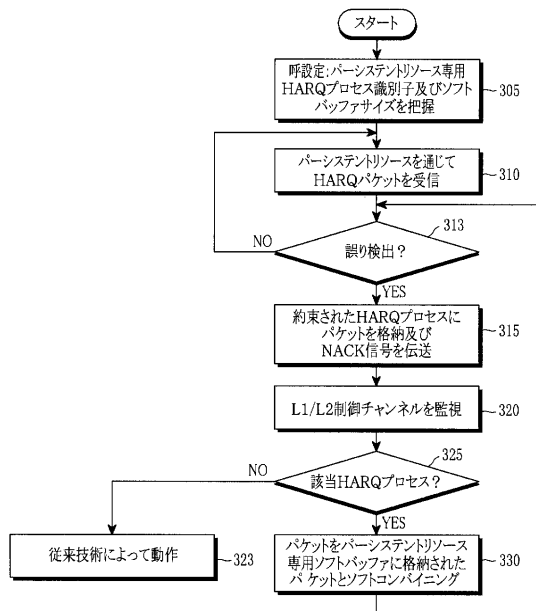 スタート
呼設定:パーシステントリソース専用
HARQプロセス識別子及びソフト
バッファサイズを把握
305
パーシステントリソースを通じて
HARQパケットを受信
310
313
誤り検出?
NO
YES
約束されたHARQプロセスに
パケットを格納及び
NACK信号を伝送
315
L1/L2制御チャンネルを監視
320
325
該当HARQプロセス?
NO
YES
従来技術によって動作
323
パケットをパーシステントリソース
専用ソフトバッファに格納された
パケットとソフトコンバイニング
330